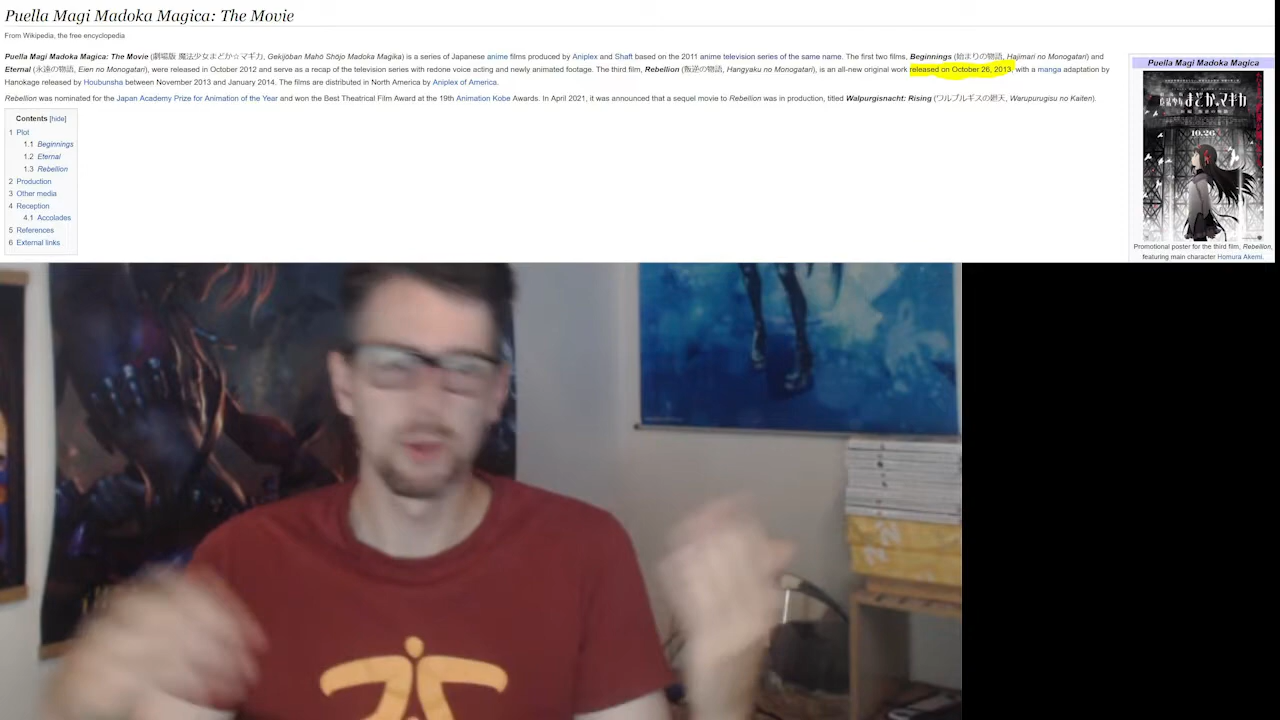 Puella Magi Madoka Magica: The Movie
From Wikipedia, the free encyclopedia
Puella Magi Madoka Magica: The Movie (劇場版 魔法少女まどか☆マギカ, Gekijōban Mahō Shōjo Madoka Magika) is a series of Japanese anime films produced by Aniplex and Shaft based on the 2011 anime television series of the same name. The first two films, Beginnings (始まりの物語, Hajimari no Monogatari) and
Eternal (永遠の物語, Eien no Monogatari), were released in October 2012 and serve as a recap of the television series with redone voice acting and newly animated footage. The third film, Rebellion (叛逆の物語, Hangyaku no Monogatari), is an all-new original work released on October 26, 2013, with a manga adaptation by
Hanokage released by Houbunsha between November 2013 and January 2014. The films are distributed in North America by Aniplex of America.
Rebellion was nominated for the Japan Academy Prize for Animation of the Year and won the Best Theatrical Film Award at the 19th Animation Kobe Awards. In April 2021, it was announced that a sequel movie to Rebellion was in production, titled Walpurgisnacht: Rising (ワルプルギスの廻天, Warupurugisu no Kaiten).
Contents [hide]
1 Plot
1.1 Beginnings
1.2 Eternal
1.3 Rebellion
2 Production
3 Other media
4 Reception
4.1 Accolades
5 References
6 External links
Puella Magi Madoka Magica
まどか☆マギカ
10.26
Promotional poster for the third film, Rebellion,
featuring main character Homura Akemi.